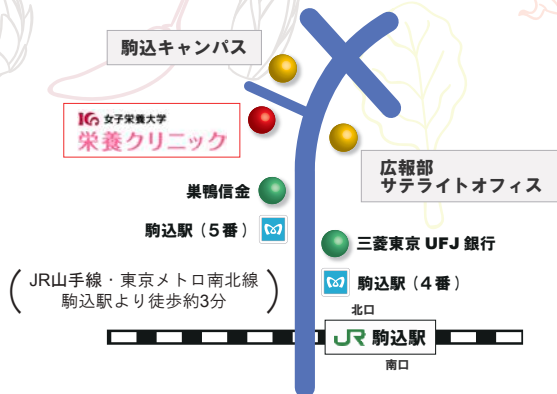 駒込キャンパス
女子栄養大学
栄養クリニック
広報部
サテライトオフィス
巣鴨信金
駒込駅（5番）
三菱東京 UFJ 銀行
駒込駅（4番）
JR山手線・東京メトロ南北線
駒込駅より徒歩約3分
北口
JR 駒込駅
南口